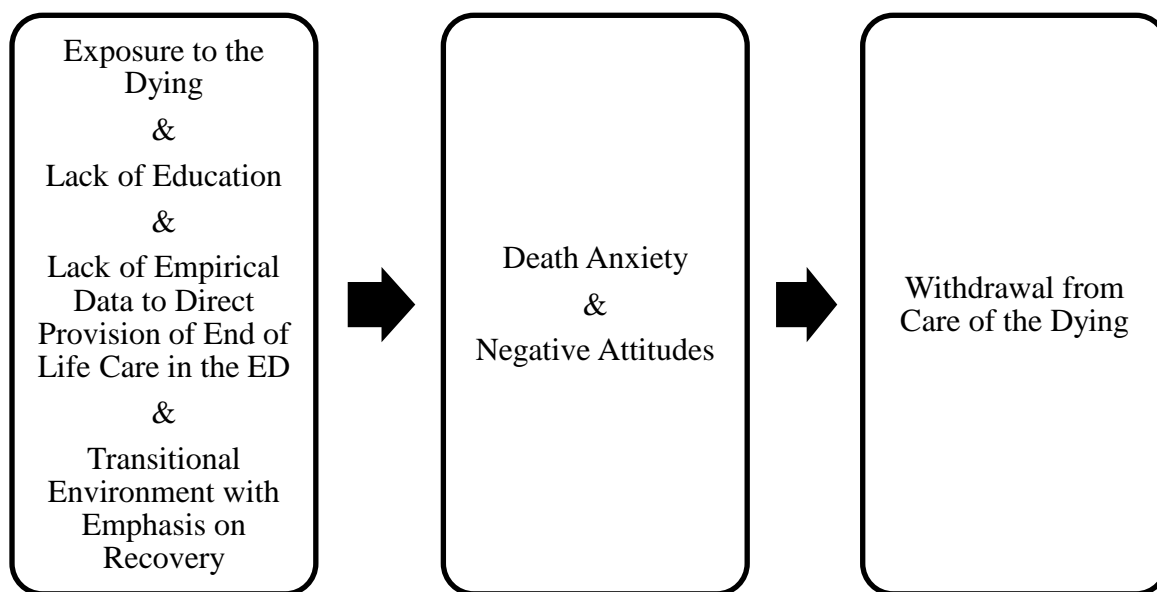 Exposure to the
Dying
&
Lack of Education
&
Lack of Empirical
Data to Direct
Provision of End of
Life Care in the ED
&
Transitional
Environment with
Emphasis on
Recovery
Death Anxiety
&
Negative Attitudes
Withdrawal from
Care of the Dying